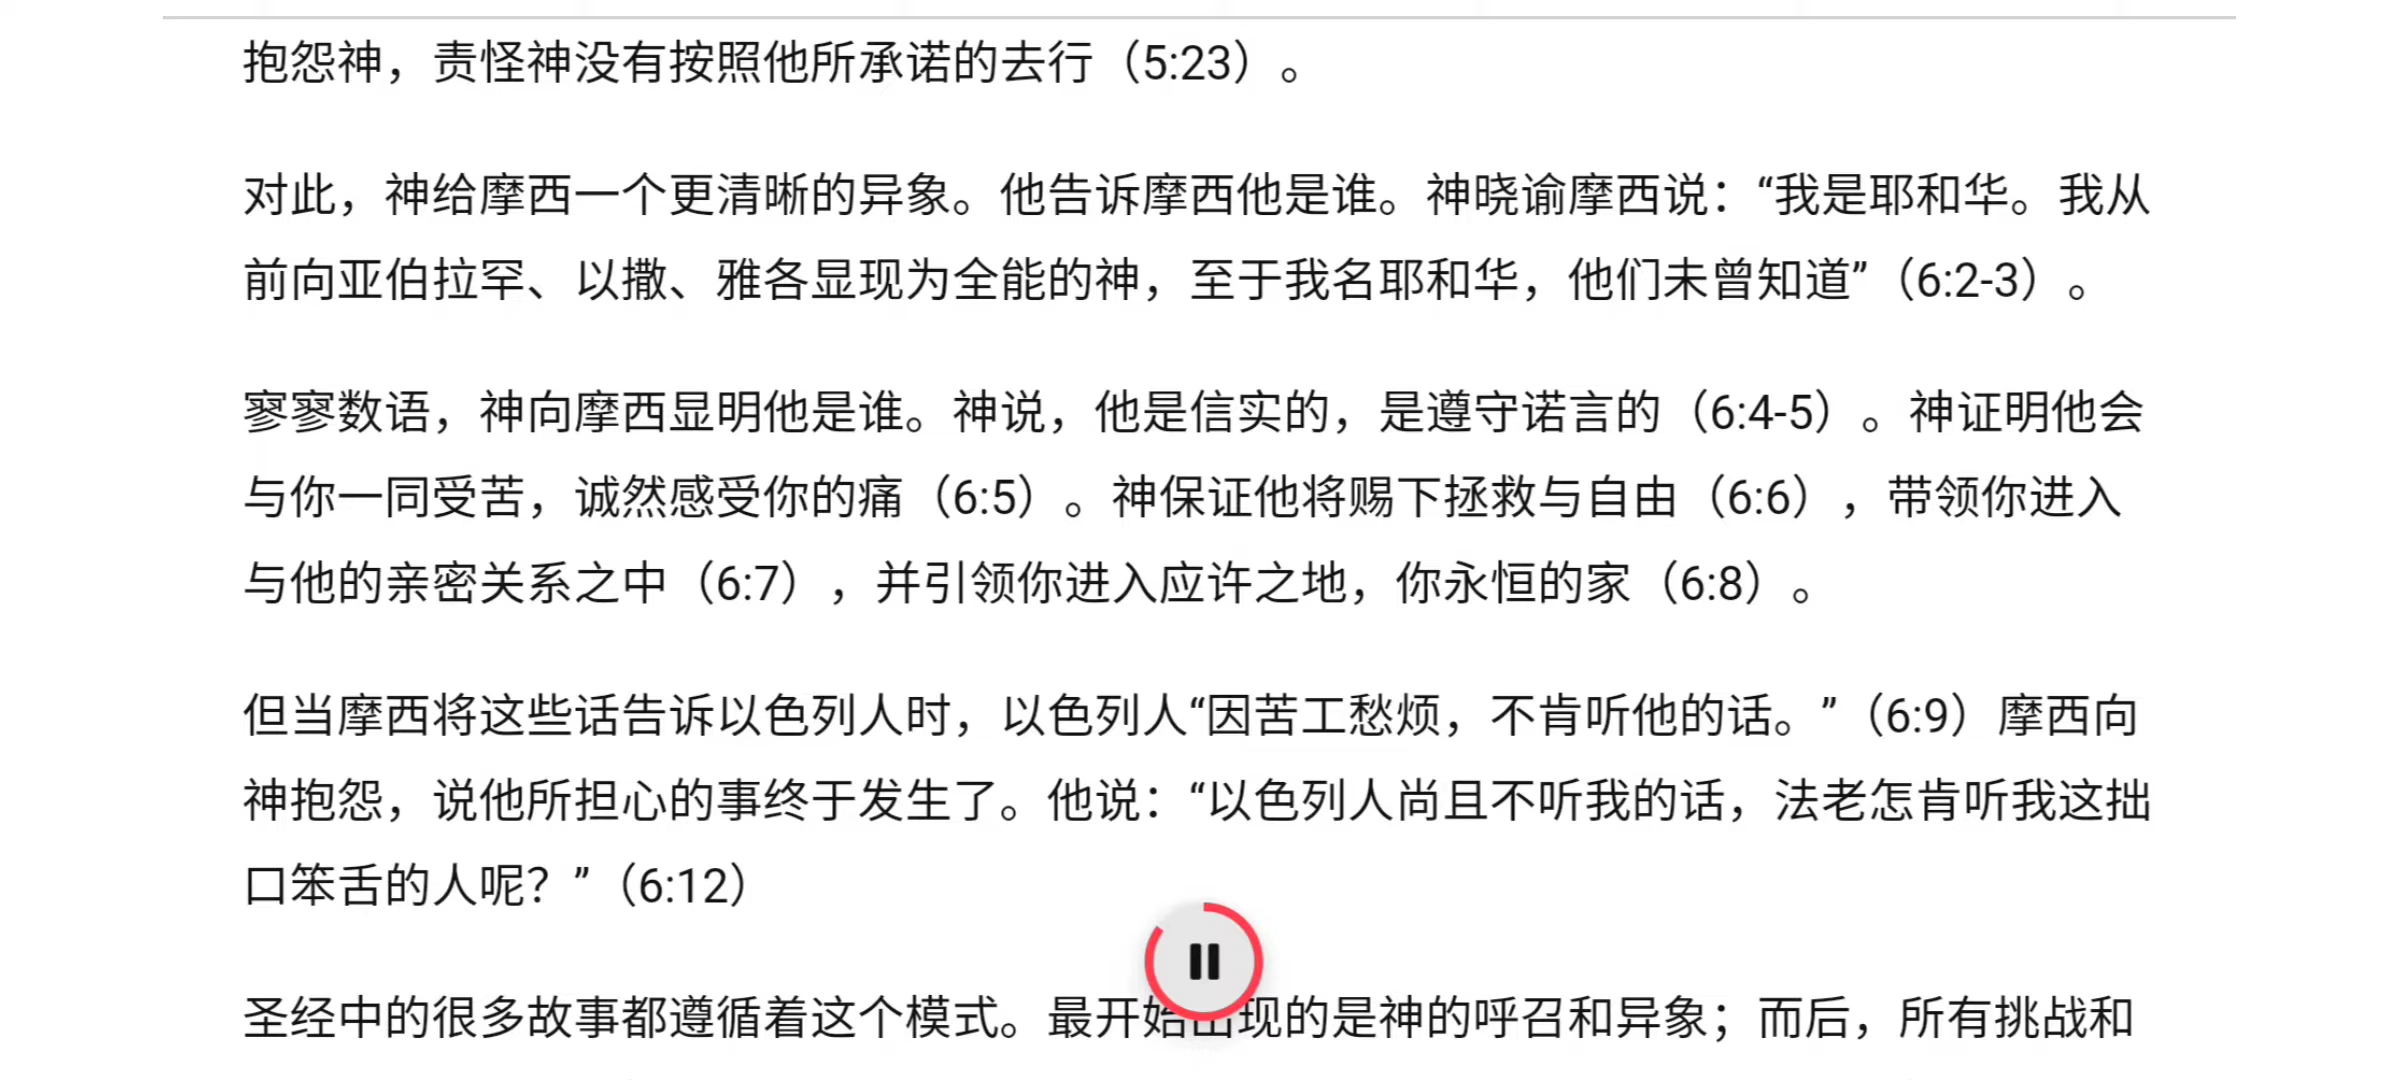 抱怨神，责怪神没有按照他所承诺的去行（5:23）。
对此，神给摩西一个更清晰的异象。他告诉摩西他是谁。神晓谕摩西说：“我是耶和华。我从
前向亚伯拉罕、以撒、雅各显现为全能的神，至于我名耶和华，他们未曾知道”（6:2-3）。
寥寥数语，神向摩西显明他是谁。神说，他是信实的，是遵守诺言的（6:4-5）。神证明他会
与你一同受苦，诚然感受你的痛（6:5）。神保证他将赐下拯救与自由（6:6），带领你进入
与他的亲密关系之中（6:7），并引领你进入应许之地，你永恒的家（6:8）。
但当摩西将这些话告诉以色列人时，以色列人“因苦工愁烦，不肯听他的话。”（6:9）摩西向
神抱怨，说他所担心的事终于发生了。他说：“以色列人尚且不听我的话，法老怎肯听我这拙
口笨舌的人呢？”（6:12）
圣经中的很多故事都遵循着这个模式。最开始出现的是神的呼召和异象；而后，所有挑战和